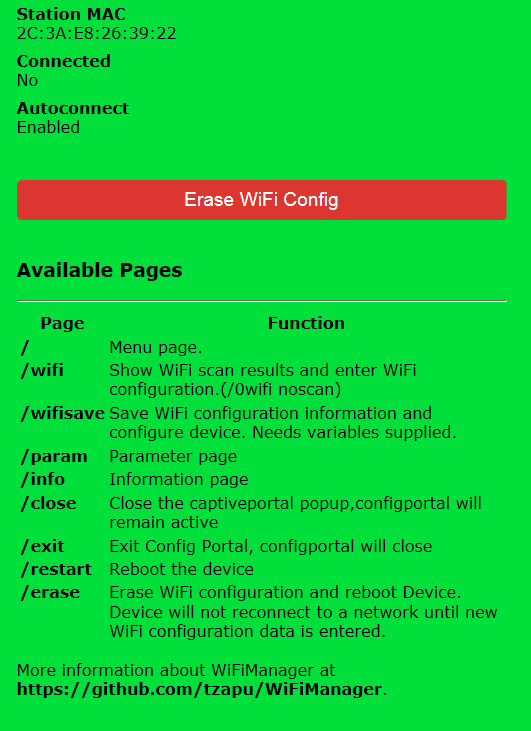 Station MAC
2C:3A:E8:26:39:22
Connected
No
Autoconnect
Enabled
Erase WiFi Config
Available Pages
Page Function
/ Menu page.
/wifi Show WiFi scan results and enter WiFi
configuration.(/0wifi noscan)
/wifisave Save WiFi configuration information and
configure device. Needs variables supplied.
/param Parameter page
/info Information page
/close Close the captiveportal popup,configportal will
remain active
/exit Exit Config Portal, configportal will close
/restart Reboot the device
/erase Erase WiFi configuration and reboot Device.
Device will not reconnect to a network until new
WiFi configuration data is entered.
More information about WiFiManager at
https://github.com/tzapu/WiFiManager.